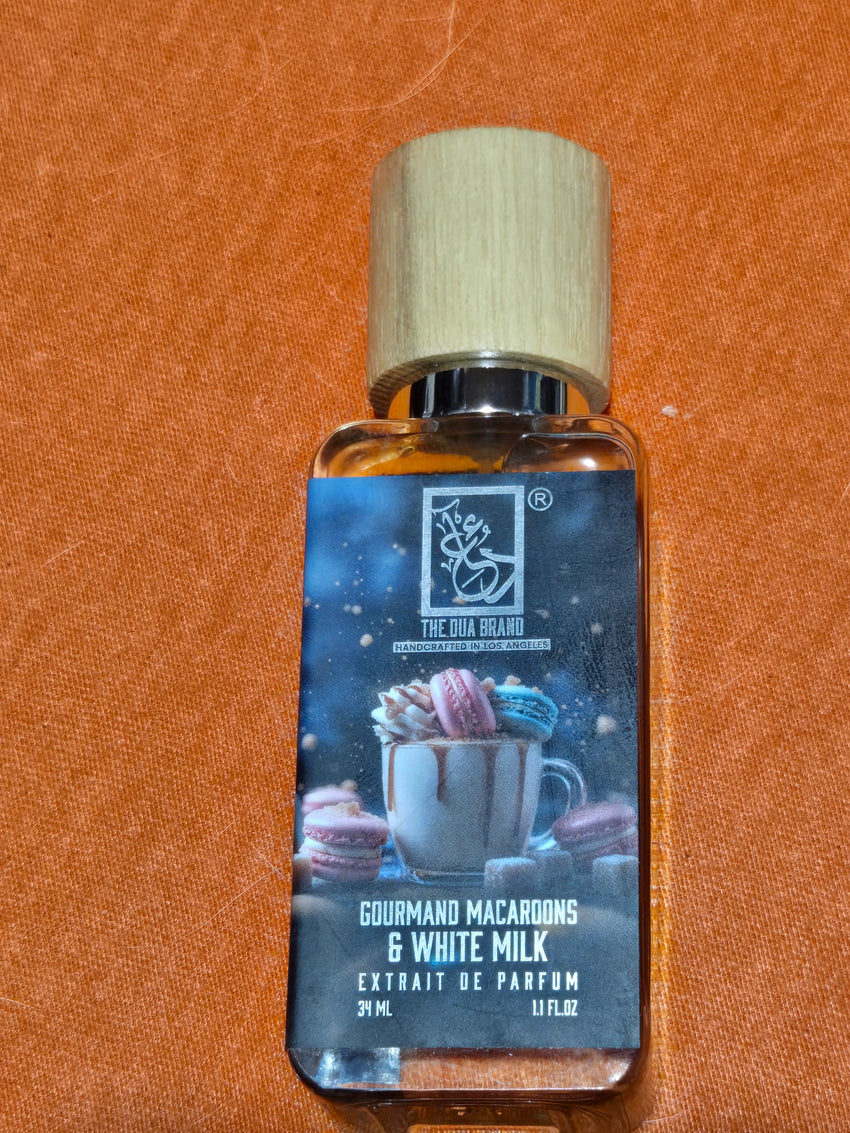 ®
THE DUA BRAND
HANDCRAFTED IN LOS ANGELES
GOURMAND MACAROONS
& WHITE MILK
EXTRAIT DE PARFUM
34 ML 1.1 FL.OZ